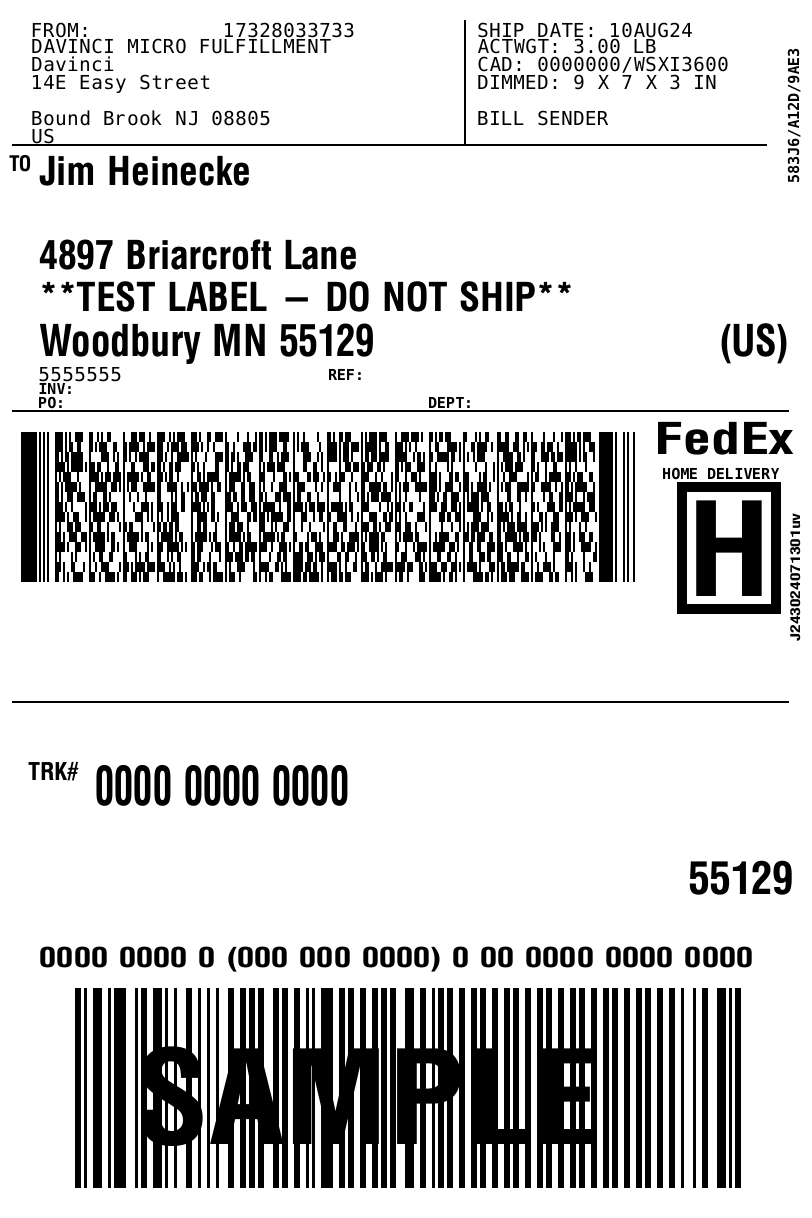 FROM: 17328033733
DAVINCI MICRO FULFILLMENT
Davinci
14E Easy Street
Bound Brook NJ 08805
US
SHIP DATE: 10AUG24
ACTWGT: 3.00 LB
CAD: 0000000/WSXI3600
DIMMED: 9 X 7 X 3 IN
BILL SENDER
583J6/A12D/9AE3
TO Jim Heinecke
4897 Briarcroft Lane
**TEST LABEL – DO NOT SHIP**
Woodbury MN 55129 (US)
5555555 REF:
INV:
PO: DEPT:
FedEx
HOME DELIVERY
H
J243024071301uv
TRK# 0000 0000 0000
55129
0000 0000 0 (000 000 0000) 0 00 0000 0000 0000
SAMPLE